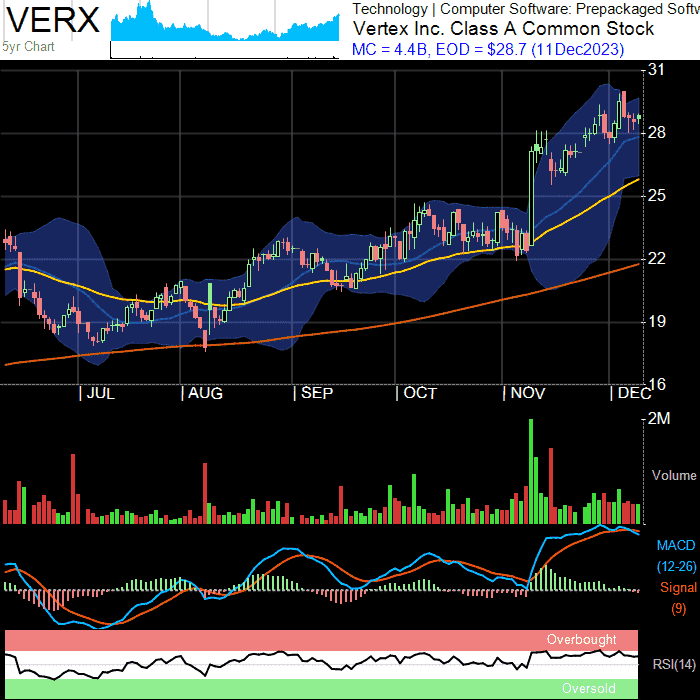 VERX
5yr Chart
Technology | Computer Software: Prepackaged Softw
Vertex Inc. Class A Common Stock
MC = 4.4B, EOD = $28.7 (11Dec2023)
31
28
25
22
19
16
| JUL
| AUG
| SEP
| OCT
| NOV
| DEC
2M
Volume
MACD
(12-26)
Signal
(9)
Overbought
RSI(14)
Oversold